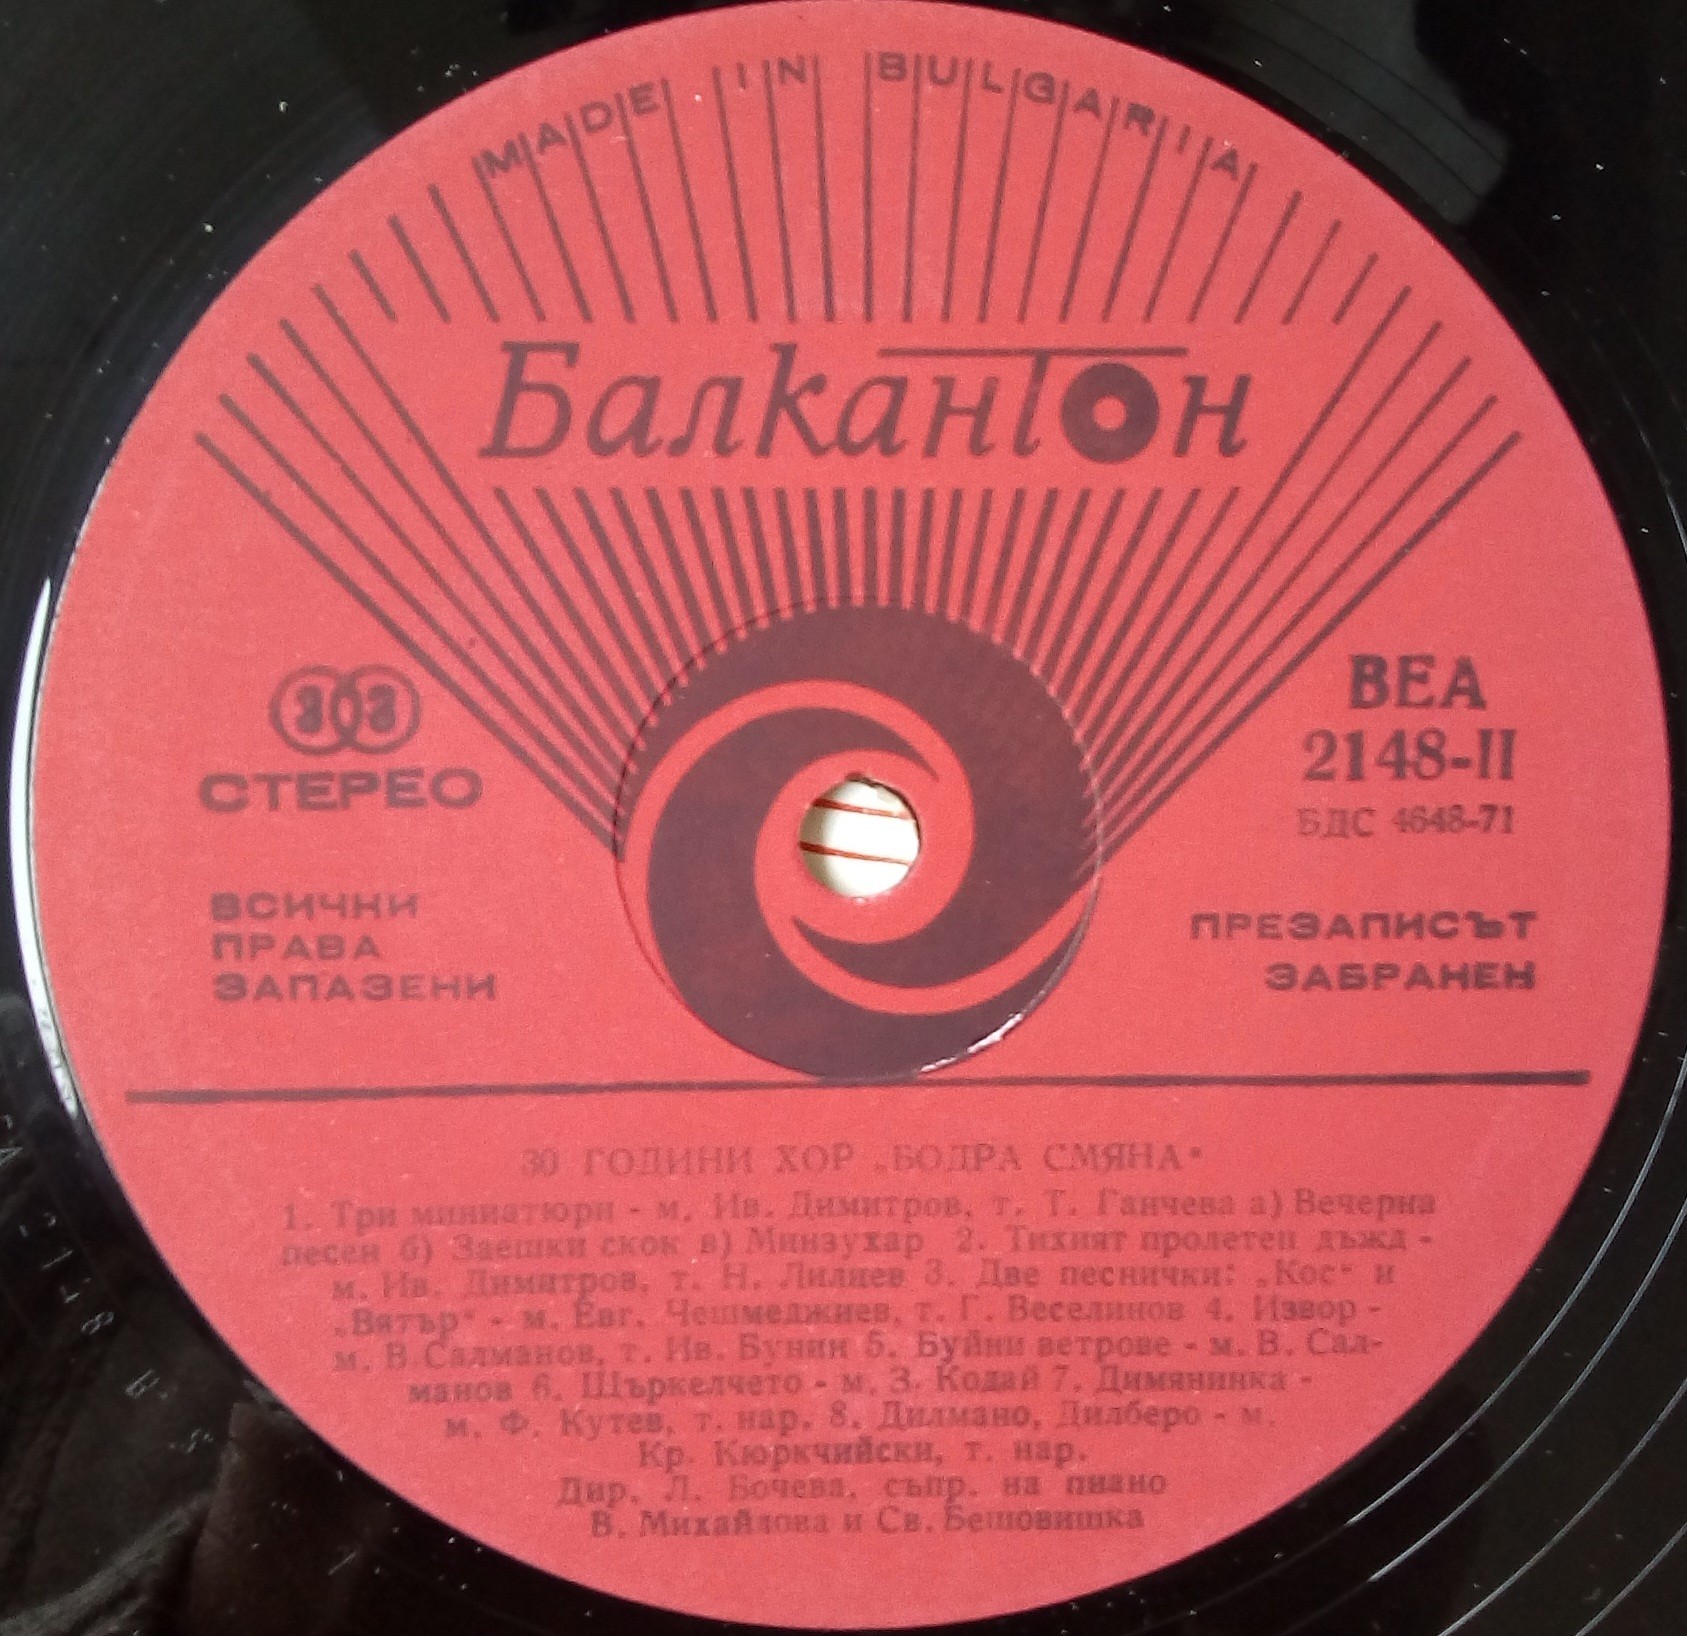 MADE IN BULGARIA
Балкантон
33
СТЕРЕО
ВЕА
2148-II
БДС 4648-71
ВСИЧКИ
ПРАВА
ЗАПАЗЕНИ
ПРЕЗАПИСЪТ
ЗАБРАНЕН
30 ГОДИНИ ХОР „БОДРА СМЯНА"
1. Три миниатюри - м. Ив. Димитров, т. Т. Ганчева а) Вечерна
песен б) Заешки скок в) Минзухар 2. Тихият пролетен дъжд -
м. Ив. Димитров, т. Н. Лилиев 3. Две песнички: „Кос" и
„Вятър" - м. Евг. Чешмеджиев, т. Г. Веселинов 4. Извор -
м. В. Салманов, т. Ив. Бунин 5. Буйни ветрове - м. В. Сал-
манов 6. Щъркелчето - м. З. Кодай 7. Димянинка -
м. Ф. Кутев, т. нар. 8. Дилмано, Дилберо - м.
Кр. Кюркчийски, т. нар.
Дир. Л. Бочева, съпр. на пиано
В. Михайлова и Св. Бешовишка